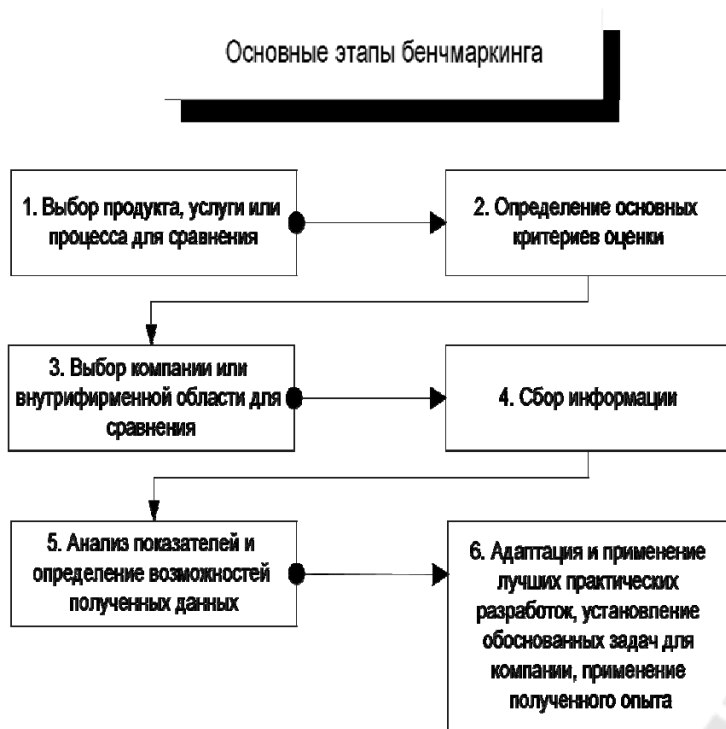 Основные этапы бенчмаркинга
1. Выбор продукта, услуги или
процесса для сравнения
2. Определение основных
критериев оценки
3. Выбор компании или
внутрифирменной области для
сравнения
4. Сбор информации
5. Анализ показателей и
определение возможностей
полученных данных
6. Адаптация и применение
лучших практических
разработок, установление
обоснованных задач для
компании, применение
полученного опыта